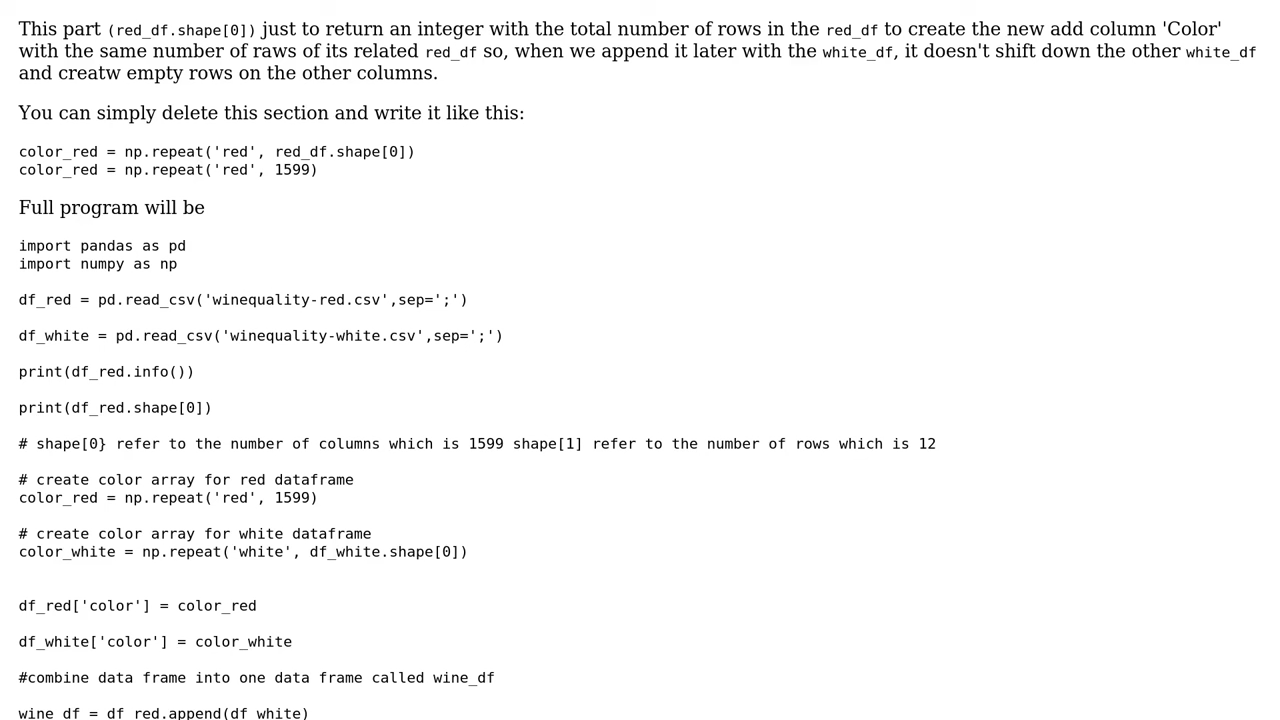 This part (red_df.shape[0]) just to return an integer with the total number of rows in the red_df to create the new add column 'Color'
with the same number of raws of its related red_df so, when we append it later with the white_df, it doesn't shift down the other white_df
and creatw empty rows on the other columns.
You can simply delete this section and write it like this:
color_red = np.repeat('red', red_df.shape[0])
color_red = np.repeat('red', 1599)
Full program will be
import pandas as pd
import numpy as np
df_red = pd.read_csv('winequality-red.csv',sep=';')
df_white = pd.read_csv('winequality-white.csv',sep=';')
print(df_red.info())
print(df_red.shape[0])
# shape[0} refer to the number of columns which is 1599 shape[1] refer to the number of rows which is 12
# create color array for red dataframe
color_red = np.repeat('red', 1599)
# create color array for white dataframe
color_white = np.repeat('white', df_white.shape[0])
df_red['color'] = color_red
df_white['color'] = color_white
#combine data frame into one data frame called wine_df
wine_df = df_red.append(df_white)